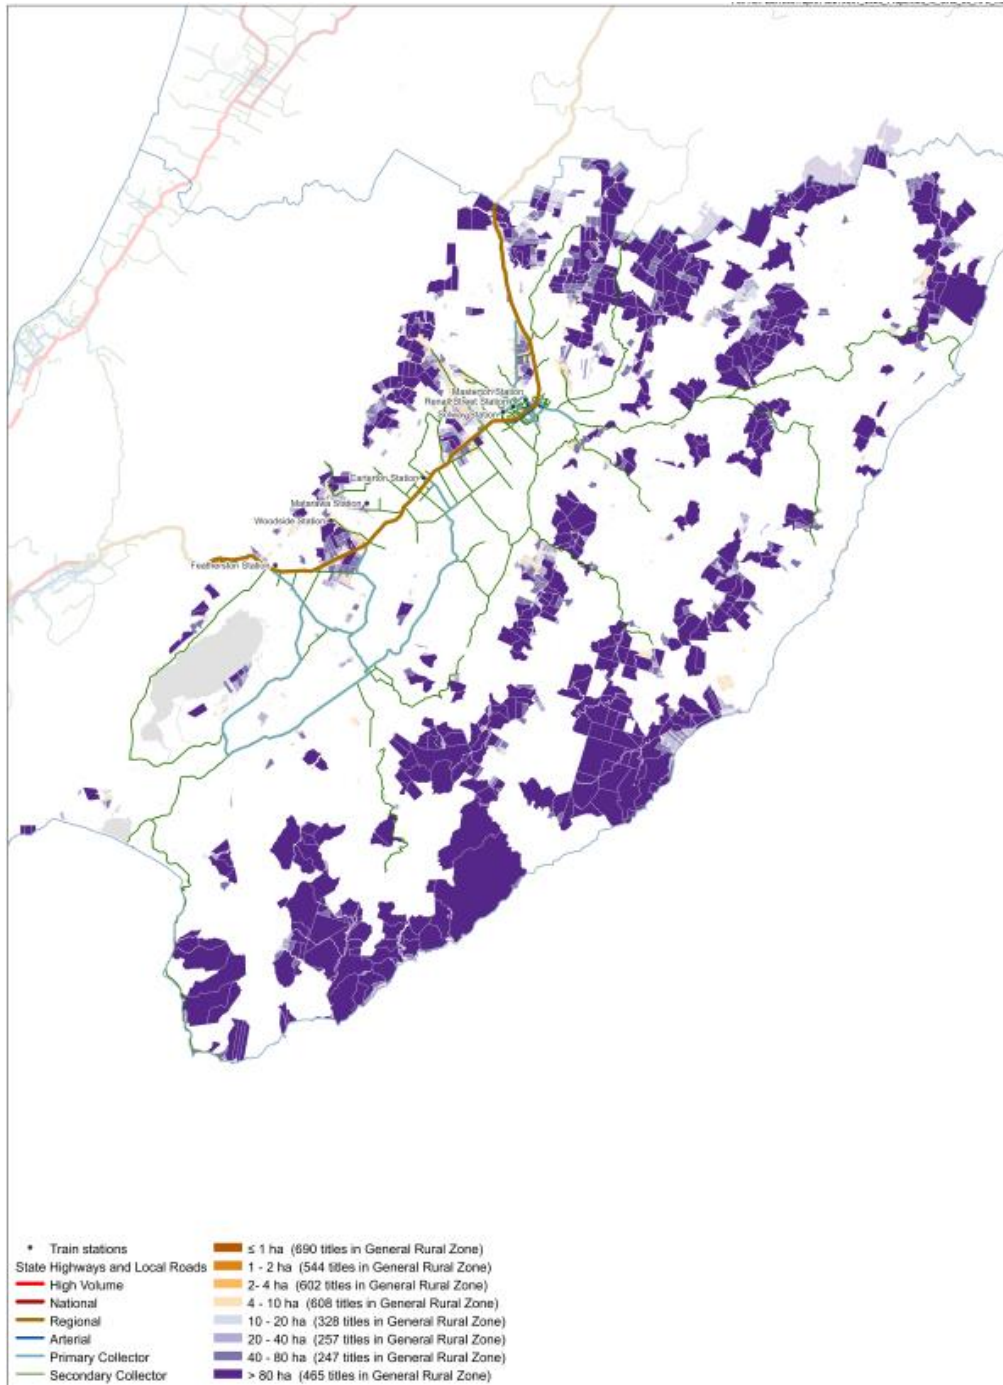 Masterton Station
Renall Street Station
Solway Station
Carterton Station
Matarawa Station
Woodside Station
Featherston Station
Train stations
State Highways and Local Roads
High Volume
National
Regional
Arterial
Primary Collector
Secondary Collector
≤ 1 ha (690 titles in General Rural Zone)
1 - 2 ha (544 titles in General Rural Zone)
2- 4 ha (602 titles in General Rural Zone)
4 - 10 ha (608 titles in General Rural Zone)
10 - 20 ha (328 titles in General Rural Zone)
20 - 40 ha (257 titles in General Rural Zone)
40 - 80 ha (247 titles in General Rural Zone)
> 80 ha (465 titles in General Rural Zone)